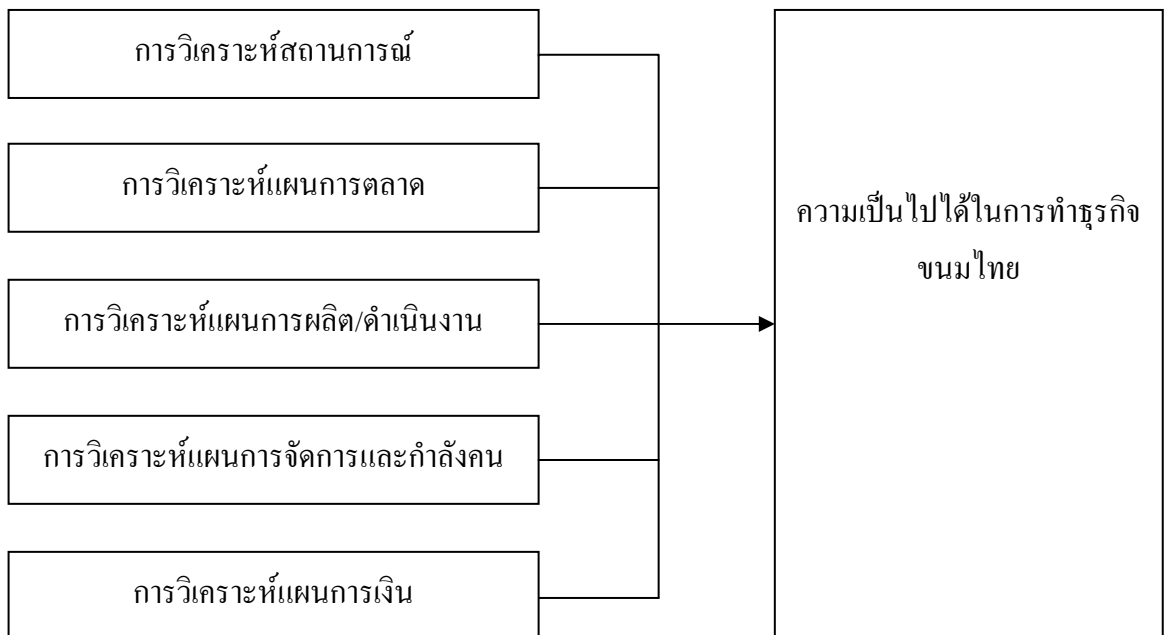 การวิเคราะห์สถานการณ์
การวิเคราะห์แผนการตลาด
การวิเคราะห์แผนการผลิต/ดำเนินงาน
การวิเคราะห์แผนการจัดการและกำลังคน
การวิเคราะห์แผนการเงิน
ความเป็นไปได้ในการทำธุรกิจ
ขนมไทย